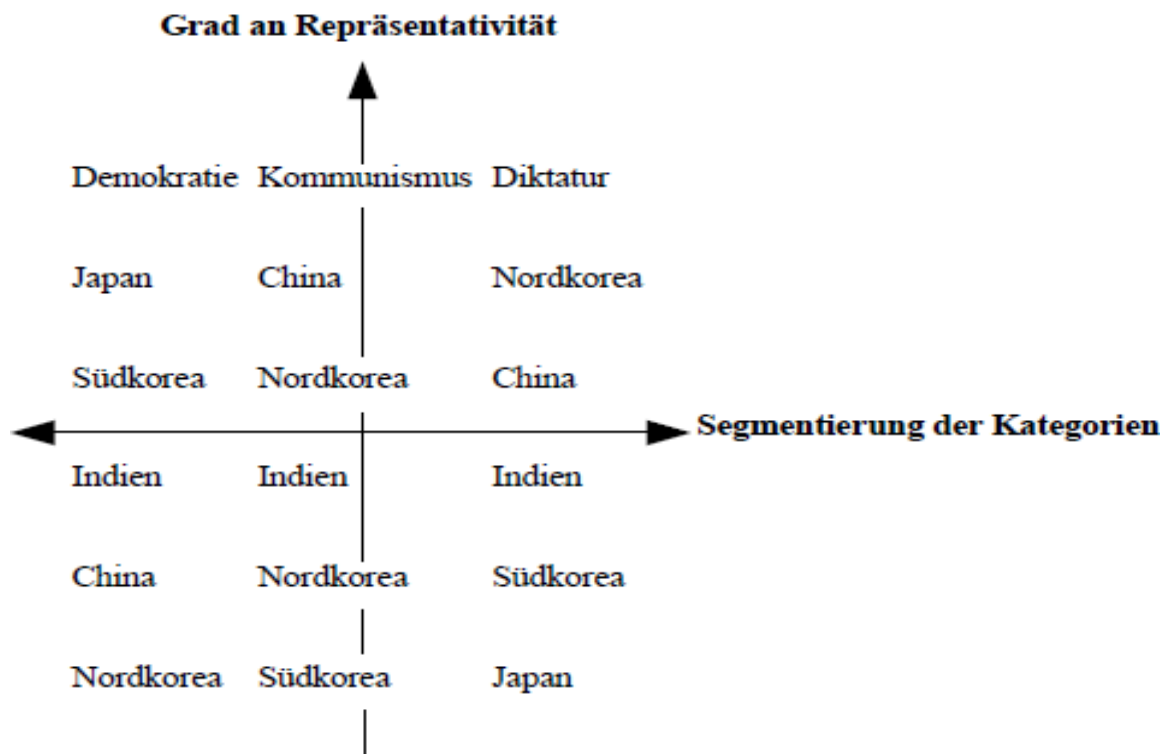 Grad an Repräsentativität
Demokratie Kommunismus Diktatur
Japan China Nordkorea
Südkorea Nordkorea China
Segmentierung der Kategorien
Indien Indien Indien
China Nordkorea Südkorea
Nordkorea Südkorea Japan